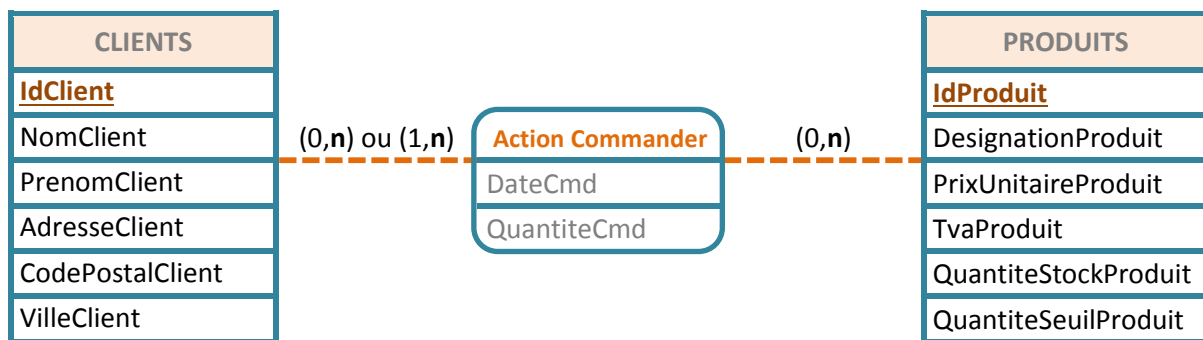 CLIENTS
IdClient
NomClient
PrenomClient
AdresseClient
CodePostalClient
VilleClient
(0,n) ou (1,n)
Action Commander
DateCmd
QuantiteCmd
(0,n)
PRODUITS
IdProduit
DesignationProduit
PrixUnitaireProduit
TvaProduit
QuantiteStockProduit
QuantiteSeuilProduit